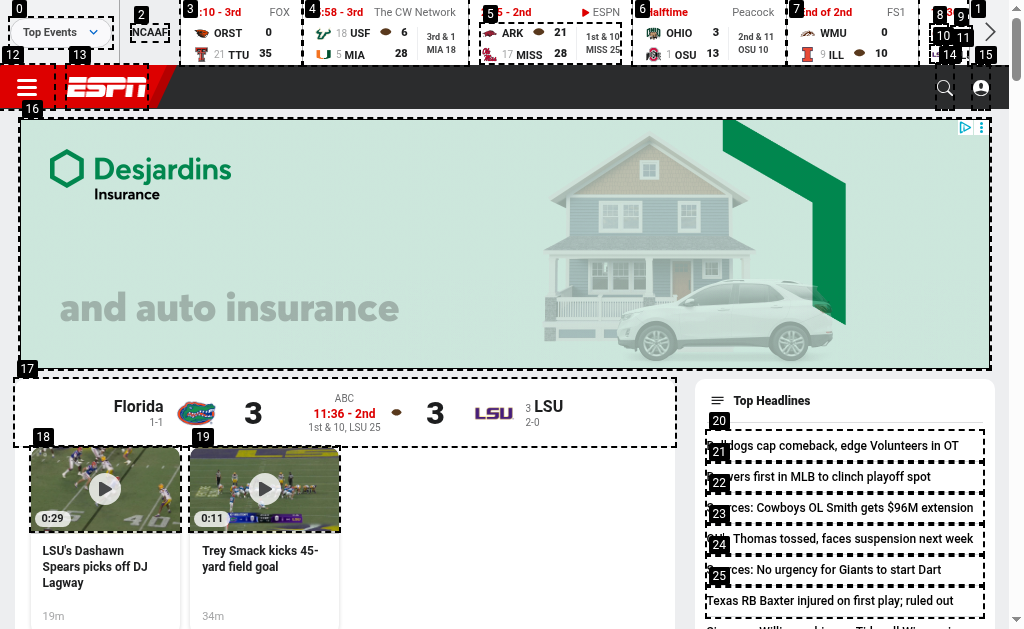 Top Events
NCAAF
:10 - 3rd
FOX
ORST 0
21 TTU 35
:58 - 3rd
The CW Network
18 USF 6
5 MIA 28
3rd & 1
MIA 18
5 - 2nd
ESPN
ARK 21
17 MISS 28
1st & 10
MISS 25
Halftime
Peacock
OHIO 3
1 OSU 13
2nd & 11
OSU 10
End of 2nd
FS1
WMU 0
9 ILL 10
ESPN
Desjardins
Insurance
and auto insurance
Florida
1-1
3
ABC
11:36 - 2nd
1st & 10, LSU 25
3
LSU
3 LSU
2-0
0:29
LSU's Dashawn
Spears picks off DJ
Lagway
19m
0:11
Trey Smack kicks 45-
yard field goal
34m
Top Headlines
cap comeback, edge Volunteers in OT
first in MLB to clinch playoff spot
Cowboys OL Smith gets $96M extension
Thomas tossed, faces suspension next week
No urgency for Giants to start Dart
Texas RB Baxter injured on first play; ruled out
0
1
2
3
4
5
6
7
8
9
10
11
12
13
14
15
16
17
18
19
20
21
22
23
24
25